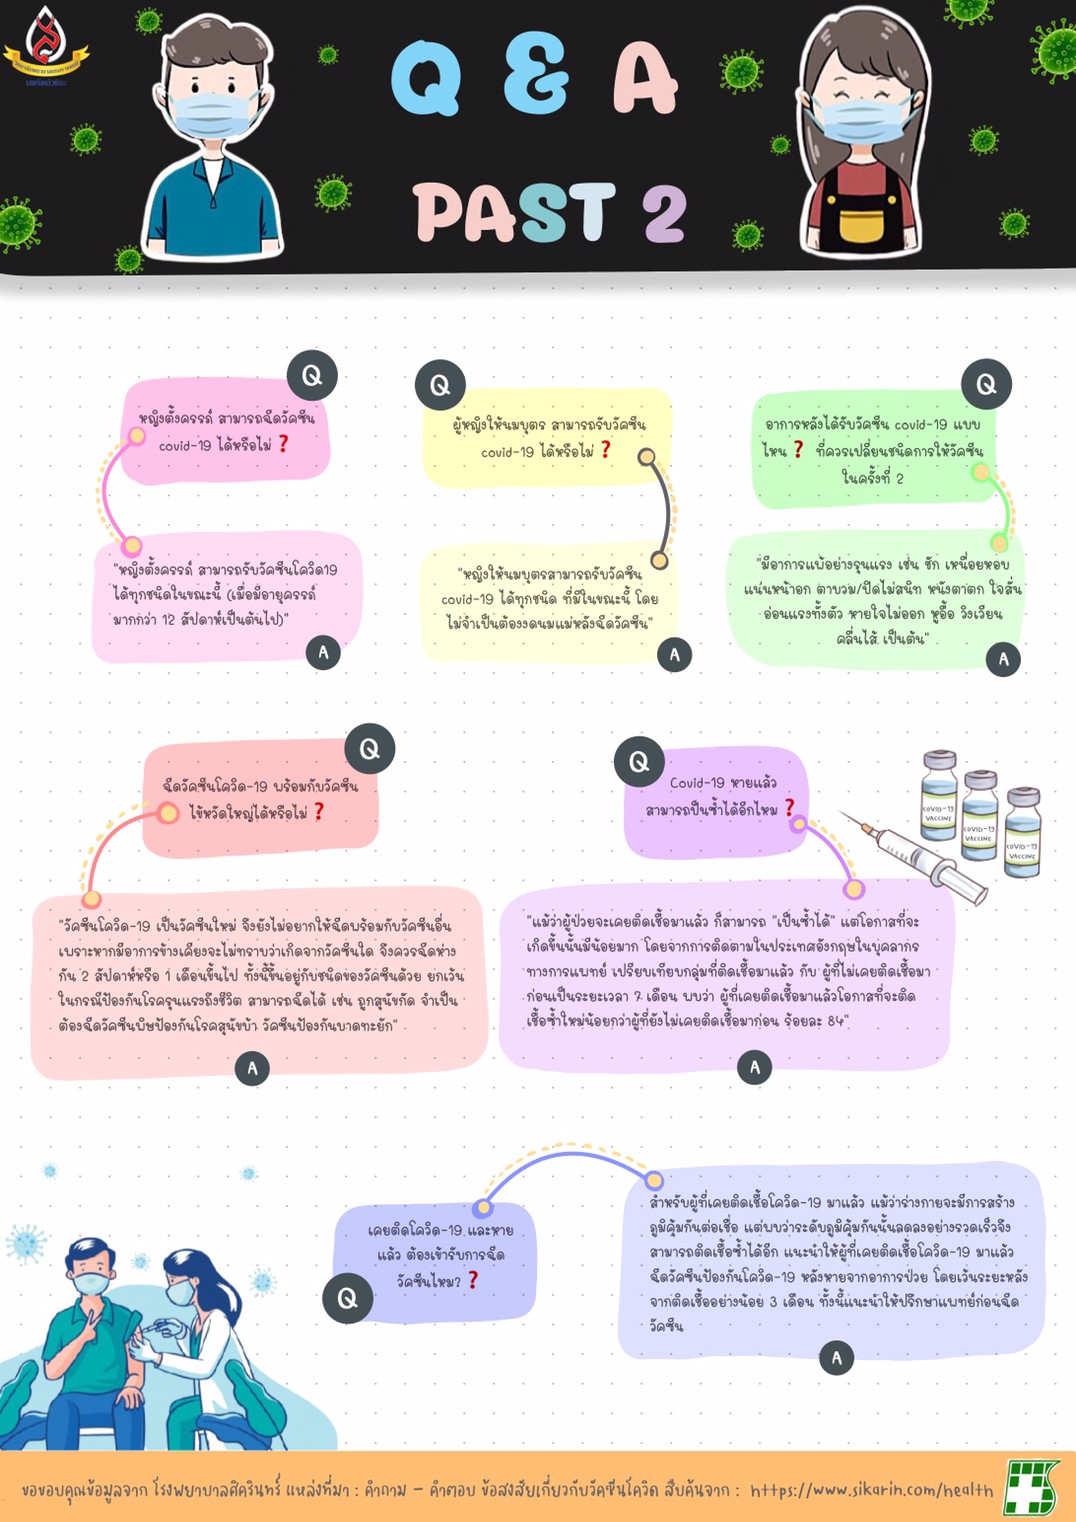 Q & A
PAST 2
Q
หญิงตั้งครรภ์ สามารถฉีดวัคซีน
covid-19 ได้หรือไม่ ?
"หญิงตั้งครรภ์ สามารถรับวัคซีนโควิด19
ได้ทุกชนิดในขณะนี้ (เมื่อมีอายุครรภ์
มากกว่า 12 สัปดาห์เป็นต้นไป)"
A
Q
ผู้หญิงให้นมบุตร สามารถรับวัคซีน
covid-19 ได้หรือไม่ ?
"หญิงให้นมบุตรสามารถรับวัคซีน
covid-19 ได้ทุกชนิด ที่มีในขณะนี้ โดย
ไม่จำเป็นต้องงดนมแม่หลังฉีดวัคซีน"
A
Q
อาการหลังได้รับวัคซีน covid-19 แบบ
ไหน ? ที่ควรเปลี่ยนชนิดการให้วัคซีน
ในครั้งที่ 2
"มีอาการแพ้อย่างรุนแรง เช่น ชัก เหนื่อยหอบ
แน่นหน้าอก ตาบวม/ปิดไม่สนิท หนังตาตก ใจสั่น
อ่อนแรงทั้งตัว หายใจไม่ออก หูอื้อ วิงเวียน
คลื่นไส้ เป็นต้น"
A
Q
ฉีดวัคซีนโควิด-19 พร้อมกับวัคซีน
ไข้หวัดใหญ่ได้หรือไม่ ?
"วัคซีนโควิด-19 เป็นวัคซีนใหม่ จึงยังไม่อยากให้ฉีดพร้อมกับวัคซีนอื่น
เพราะหากมีอาการข้างเคียงจะไม่ทราบว่าเกิดจากวัคซีนใด จึงควรฉีดห่าง
กัน 2 สัปดาห์หรือ 1 เดือนขึ้นไป ทั้งนี้ขึ้นอยู่กับชนิดของวัคซีนด้วย ยกเว้น
ในกรณีป้องกันโรครุนแรงถึงชีวิต สามารถฉีดได้ เช่น ถูกสุนัขกัด จำเป็น
ต้องฉีดวัคซีนพิษป้องกันโรคสุนัขบ้า วัคซีนป้องกันบาดทะยัก"
A
Q
Covid-19 หายแล้ว
สามารถเป็นซ้ำได้อีกไหม ?
COVID-19
VACCINE
COVID-19
VACCINE
COVID-19
VACCINE
"แม้ว่าผู้ป่วยจะเคยติดเชื้อมาแล้ว ก็สามารถ "เป็นซ้ำได้" แต่โอกาสที่จะ
เกิดขึ้นนั้นมีน้อยมาก โดยจากการติดตามในประเทศอังกฤษในบุคลากร
ทางการแพทย์ เปรียบเทียบกลุ่มที่ติดเชื้อมาแล้ว กับ ผู้ที่ไม่เคยติดเชื้อมา
ก่อนเป็นระยะเวลา 7 เดือน พบว่า ผู้ที่เคยติดเชื้อมาแล้วโอกาสที่จะติด
เชื้อซ้ำใหม่น้อยกว่าผู้ที่ยังไม่เคยติดเชื้อมาก่อน ร้อยละ 84"
A
เคยติดโควิด-19 และหาย
แล้ว ต้องเข้ารับการฉีด
วัคซีนไหม? ?
Q
สำหรับผู้ที่เคยติดเชื้อโควิด-19 มาแล้ว แม้ว่าร่างกายจะมีการสร้าง
ภูมิคุ้มกันต่อเชื้อ แต่พบว่าระดับภูมิคุ้มกันนั้นลดลงอย่างรวดเร็วจึง
สามารถติดเชื้อซ้ำได้อีก แนะนำให้ผู้ที่เคยติดเชื้อโควิด-19 มาแล้ว
ฉีดวัคซีนป้องกันโควิด-19 หลังหายจากอาการป่วย โดยเว้นระยะหลัง
จากติดเชื้ออย่างน้อย 3 เดือน ทั้งนี้แนะนำให้ปรึกษาแพทย์ก่อนฉีด
วัคซีน
A
ขอขอบคุณข้อมูลจาก โรงพยาบาลศิครินทร์ แหล่งที่มา : คำถาม - คำตอบ ข้อสงสัยเกี่ยวกับวัคซีนโควิด สืบค้นจาก : https://www.sikarin.com/health